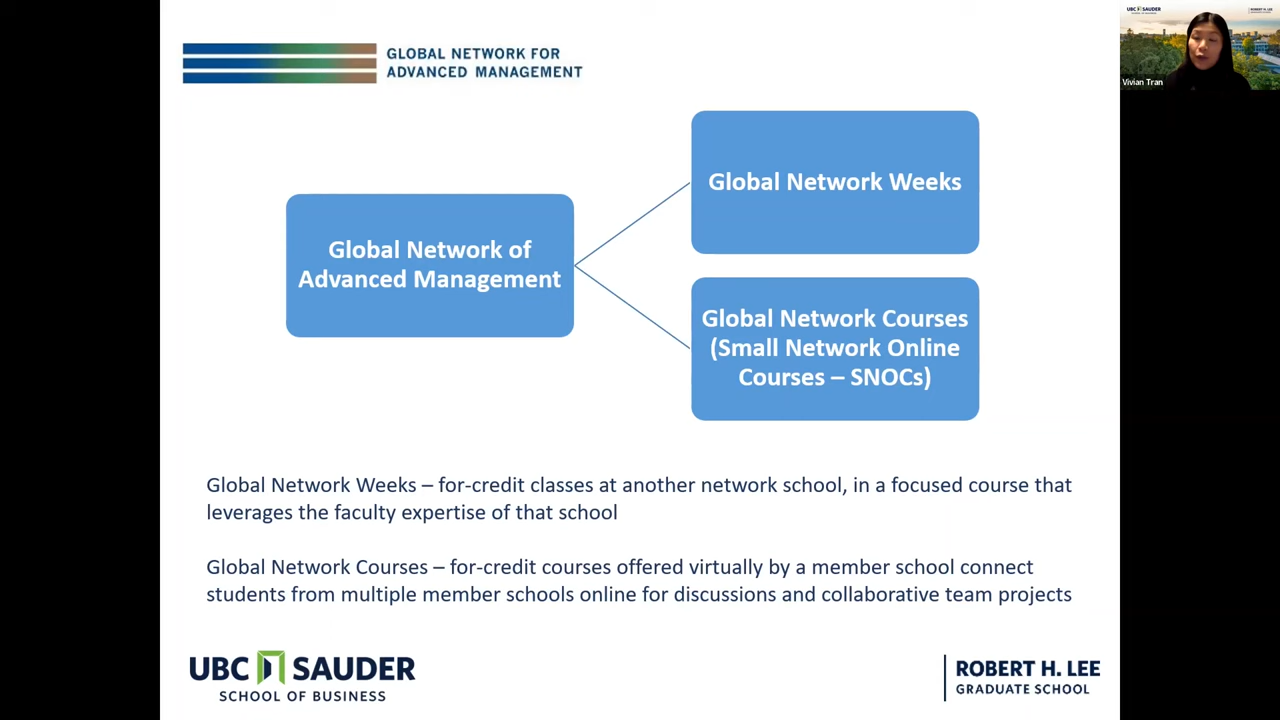 GLOBAL NETWORK FOR
ADVANCED MANAGEMENT
Global Network of
Advanced Management
Global Network Weeks
Global Network Courses
(Small Network Online
Courses – SNOCs)
Global Network Weeks – for-credit classes at another network school, in a focused course that
leverages the faculty expertise of that school
Global Network Courses – for-credit courses offered virtually by a member school connect
students from multiple member schools online for discussions and collaborative team projects
UBC SAUDER
SCHOOL OF BUSINESS
ROBERT H. LEE
GRADUATE SCHOOL
UBC SAUDER
ROBERT H. LEE
Vivian Tran